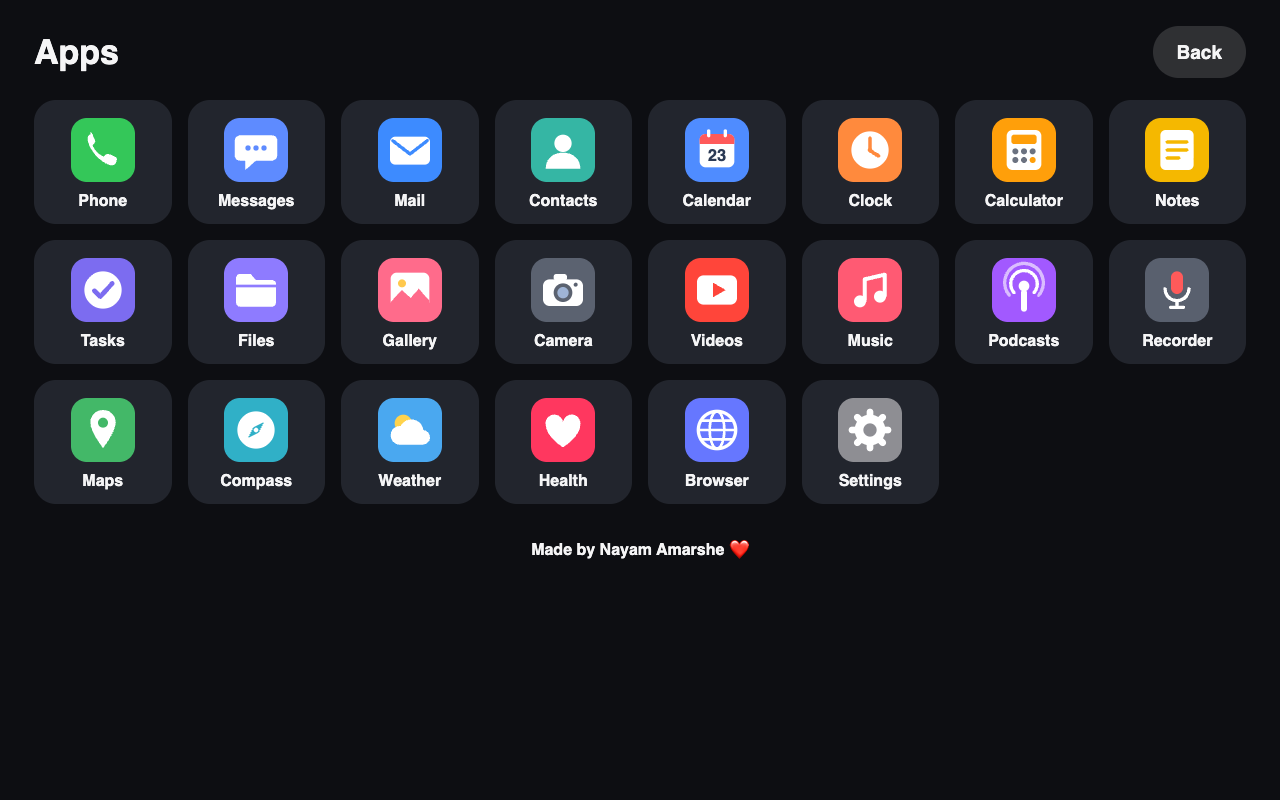 Apps
Back
Phone
Messages
Mail
Contacts
23
Calendar
Clock
Calculator
Notes
Tasks
Files
Gallery
Camera
Videos
Music
Podcasts
Recorder
Maps
Compass
Weather
Health
Browser
Settings
Made by Nayam Amarshe ❤️